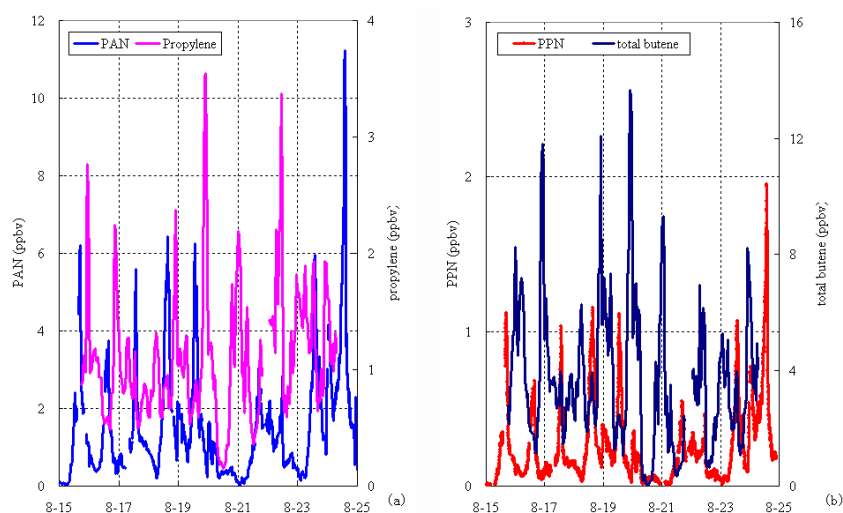 PAN Propylene
12
10
8
6
4
2
0
PAN (ppbv)
4
3
2
1
0
propylene (ppbv)
8-15 8-17 8-19 8-21 8-23 8-25
(a)
PPN total butene
3
2
1
0
PPN (ppbv)
16
12
8
4
0
total butene (ppbv)
8-15 8-17 8-19 8-21 8-23 8-25
(b)